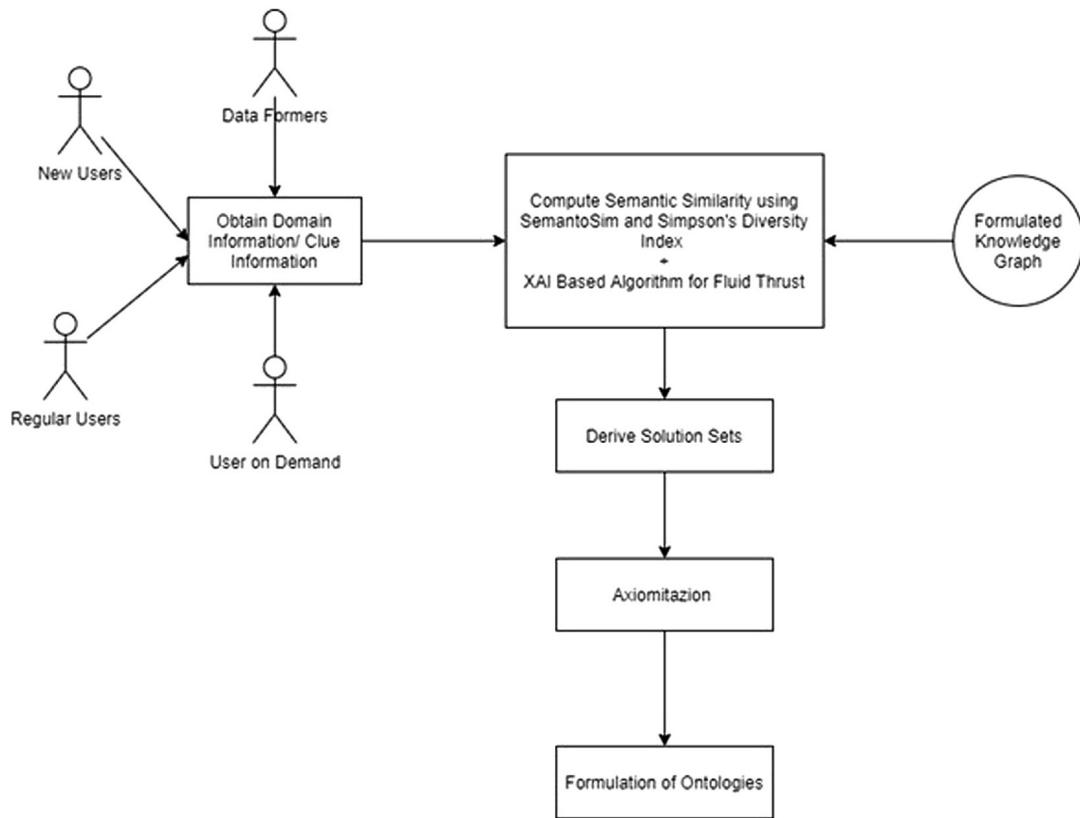 Data Formers
New Users
Obtain Domain
Information/ Clue
Information
Regular Users
User on Demand
Compute Semantic Similarity using
SemantoSim and Simpson's Diversity
Index
+
XAI Based Algorithm for Fluid Thrust
Formulated
Knowledge
Graph
Derive Solution Sets
Axiomitazion
Formulation of Ontologies